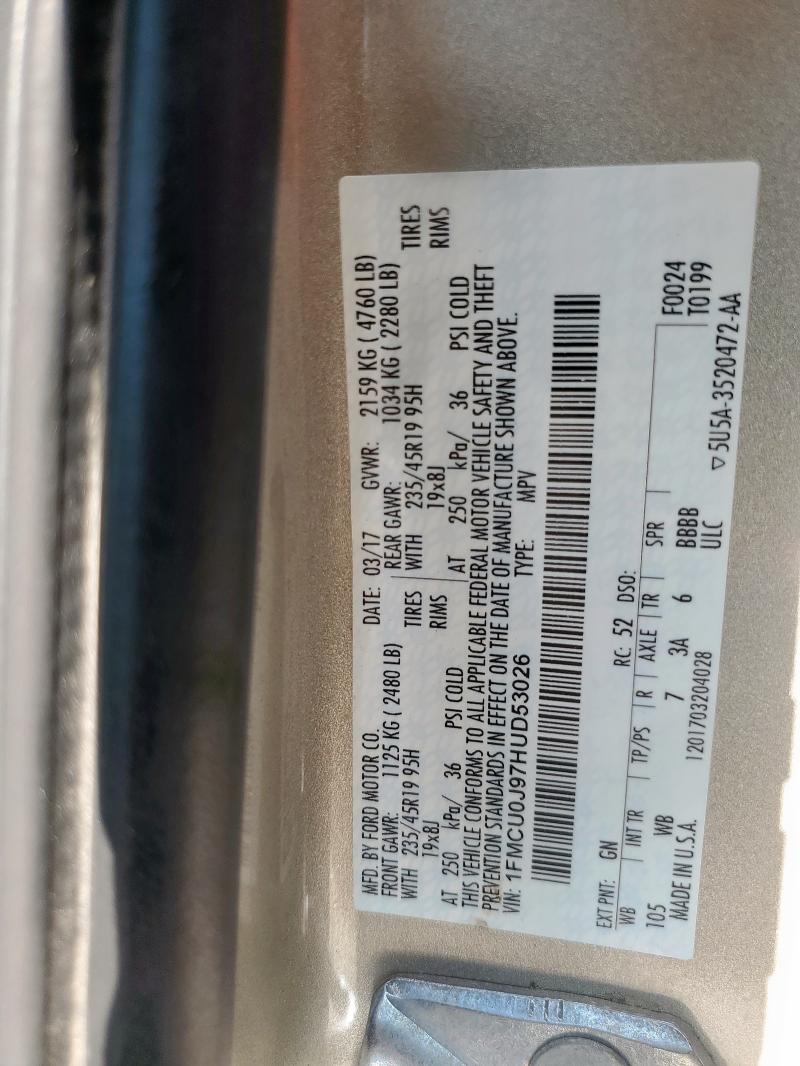 MFD. BY FORD MOTOR CO. DATE: 03/17 GVWR: 2159 KG ( 4760 LB)
FRONT GAWR: 1125 KG ( 2480 LB) REAR GAWR: 1034 KG ( 2280 LB)
WITH 235/45R19 95H TIRES WITH 235/45R19 95H TIRES
19x8J RIMS 19x8J RIMS
AT 250 kPa/ 36 PSI COLD AT 250 kPa/ 36 PSI COLD
THIS VEHICLE CONFORMS TO ALL APPLICABLE FEDERAL MOTOR VEHICLE SAFETY AND THEFT
PREVENTION STANDARDS IN EFFECT ON THE DATE OF MANUFACTURE SHOWN ABOVE.
VIN: 1FMCU0J97HUD53026 TYPE: MPV
EXT PNT: GN RC: 52 DSO:
WB INT TR TP/PS R AXLE TR SPR F0024
105 WB 7 3A 6 BBBB T0199
MADE IN U.S.A. 1201703204028 ULC
▽5U5A-3520472-AA